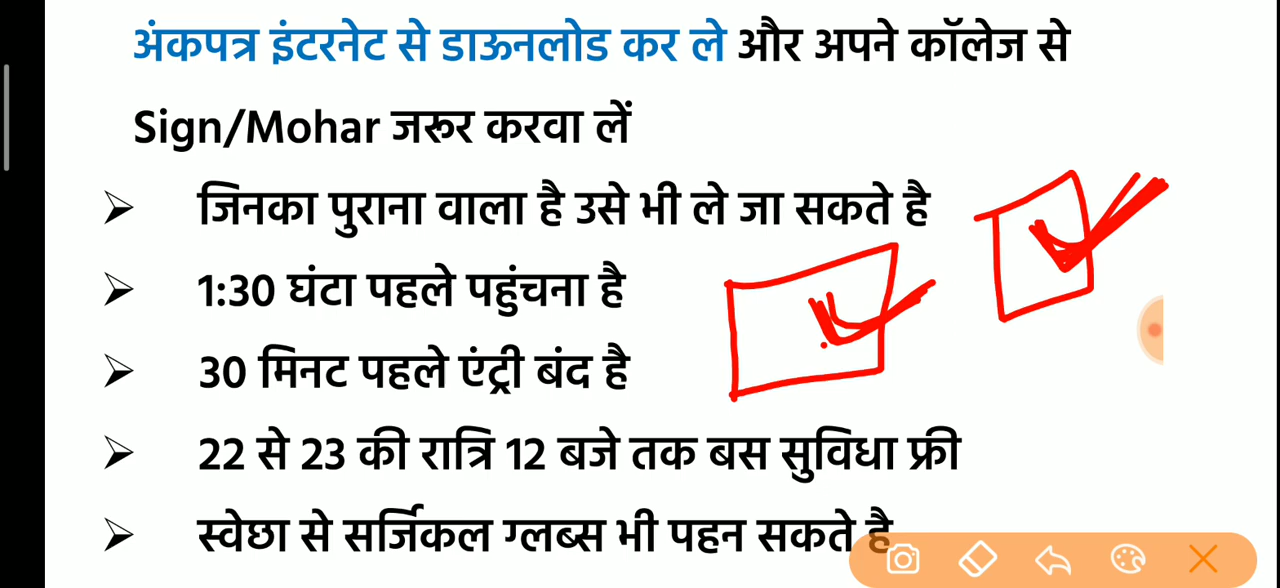 अंकपत्र इंटरनेट से डाऊनलोड कर ले और अपने कॉलेज से
Sign/Mohar जरूर करवा लें
➢ जिनका पुराना वाला है उसे भी ले जा सकते है
➢ 1:30 घंटा पहले पहुंचना है
➢ 30 मिनट पहले एंट्री बंद है
➢ 22 से 23 की रात्रि 12 बजे तक बस सुविधा फ्री
➢ स्वेछा से सर्जिकल ग्लब्स भी पहन सकते है